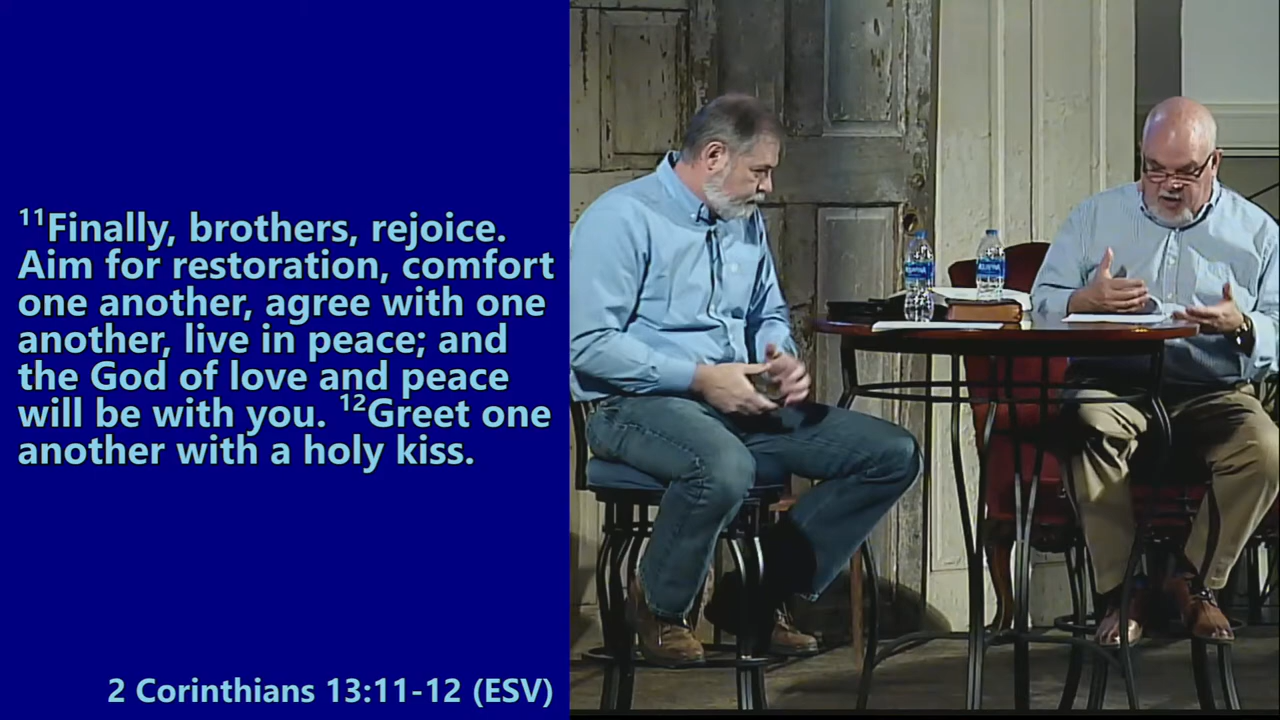 ¹¹Finally, brothers, rejoice.
Aim for restoration, comfort
one another, agree with one
another, live in peace; and
the God of love and peace
will be with you. ¹²Greet one
another with a holy kiss.
2 Corinthians 13:11-12 (ESV)